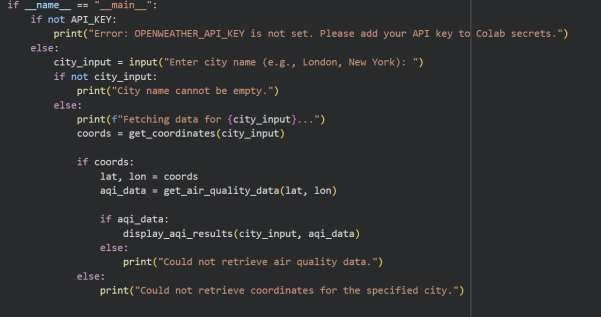 if __name__ == "__main__":
    if not API_KEY:
        print("Error: OPENWEATHER_API_KEY is not set. Please add your API key to Colab secrets.")
    else:
        city_input = input("Enter city name (e.g., London, New York): ")
        if not city_input:
            print("City name cannot be empty.")
        else:
            print(f"Fetching data for {city_input}...")
            coords = get_coordinates(city_input)

            if coords:
                lat, lon = coords
                aqi_data = get_air_quality_data(lat, lon)

                if aqi_data:
                    display_aqi_results(city_input, aqi_data)
                else:
                    print("Could not retrieve air quality data.")
            else:
                print("Could not retrieve coordinates for the specified city.")